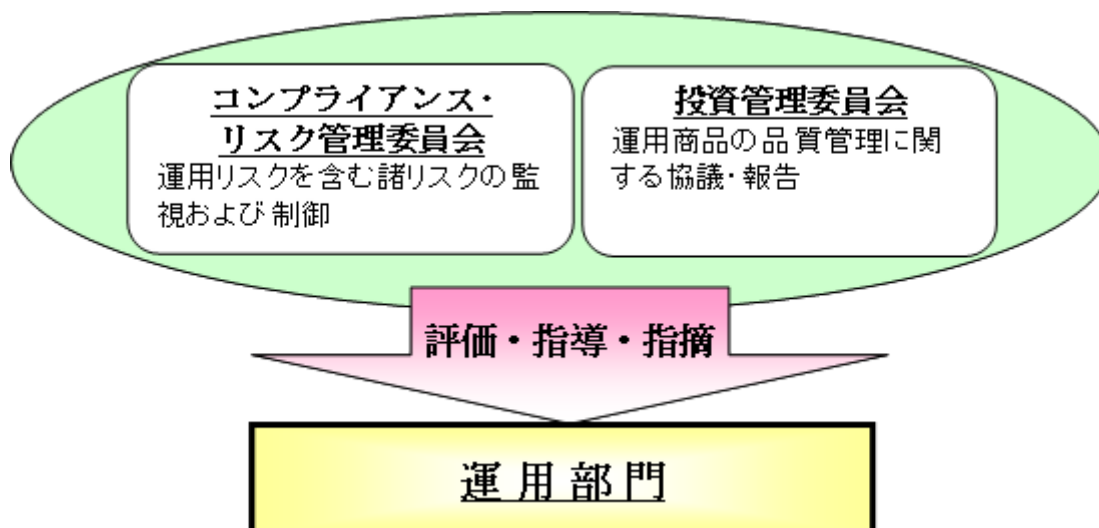 コンプライアンス・
リスク管理委員会
運用リスクを含む諸リスクの監
視および制御
投資管理委員会
運用商品の品質管理に関
する協議・報告
評価・指導・指摘
運用部門